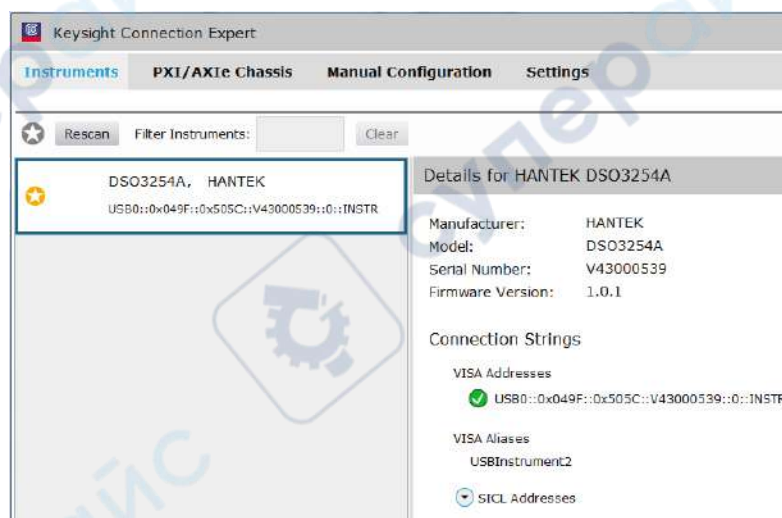 Keysight Connection Expert
Instruments PXI/AXIe Chassis Manual Configuration Settings
Rescan Filter Instruments: Clear
DSO3254A, HANTEK
USB0::0x049F::0x505C::V43000539::0::INSTR
Details for HANTEK DSO3254A
Manufacturer: HANTEK
Model: DSO3254A
Serial Number: V43000539
Firmware Version: 1.0.1
Connection Strings
VISA Addresses
USB0::0x049F::0x505C::V43000539::0::INSTR
VISA Aliases
USBInstrument2
SICL Addresses